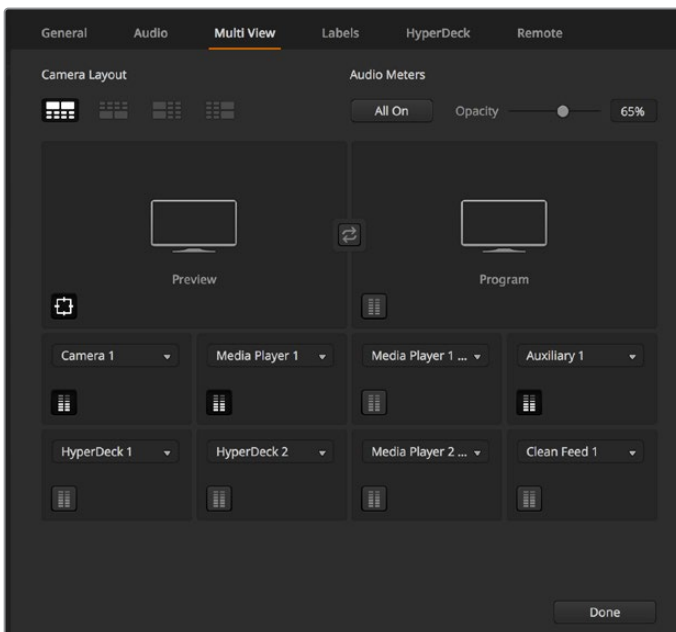 General Audio Multi View Labels HyperDeck Remote
Camera Layout Audio Meters
All On Opacity 65%
Preview Program
Camera 1 Media Player 1 Media Player 1 ... Auxiliary 1
HyperDeck 1 HyperDeck 2 Media Player 2 ... Clean Feed 1
Done